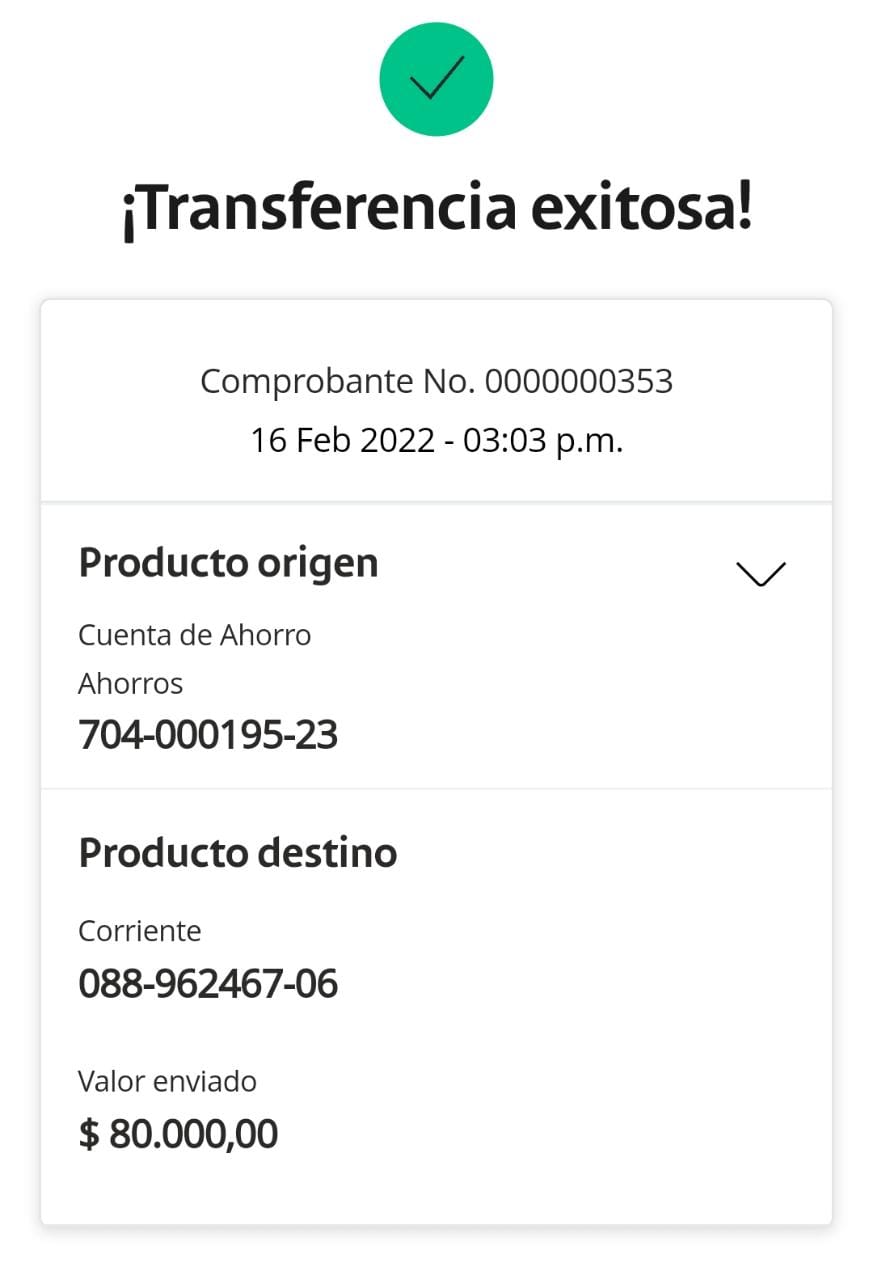 ¡Transferencia exitosa!
Comprobante No. 0000000353
16 Feb 2022 - 03:03 p.m.
Producto origen
Cuenta de Ahorro
Ahorros
704-000195-23
Producto destino
Corriente
088-962467-06
Valor enviado
$ 80.000,00